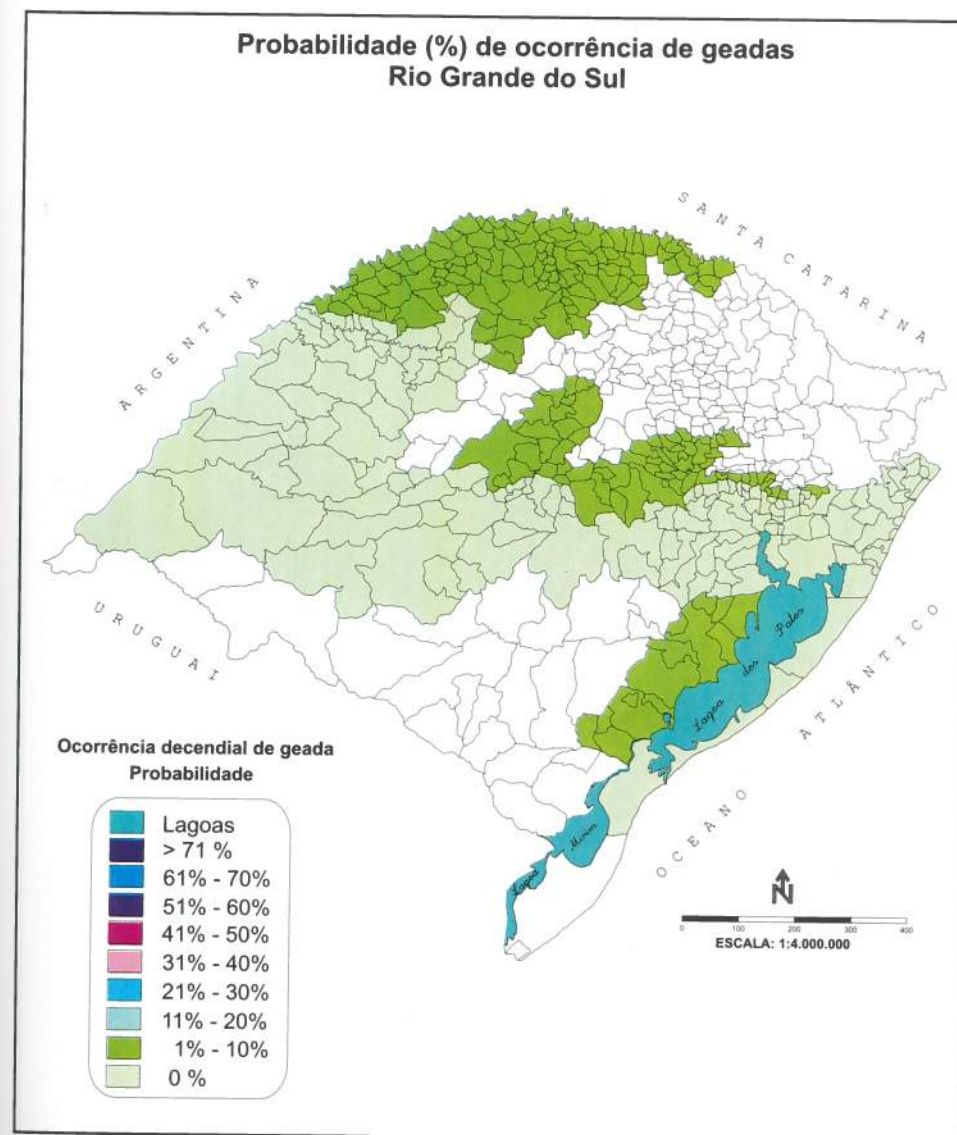 Probabilidade (%) de ocorrência de geadas
Rio Grande do Sul
SANTA CATARINA
ARGENTINA
URUGUAI
Lagoa dos Patos
OCEANO ATLÂNTICO
Lagoa Mirim
Ocorrência decendial de geada
Probabilidade
Lagoas
> 71 %
61% - 70%
51% - 60%
41% - 50%
31% - 40%
21% - 30%
11% - 20%
1% - 10%
0 %
N
0 100 200 300 400
ESCALA: 1:4.000.000